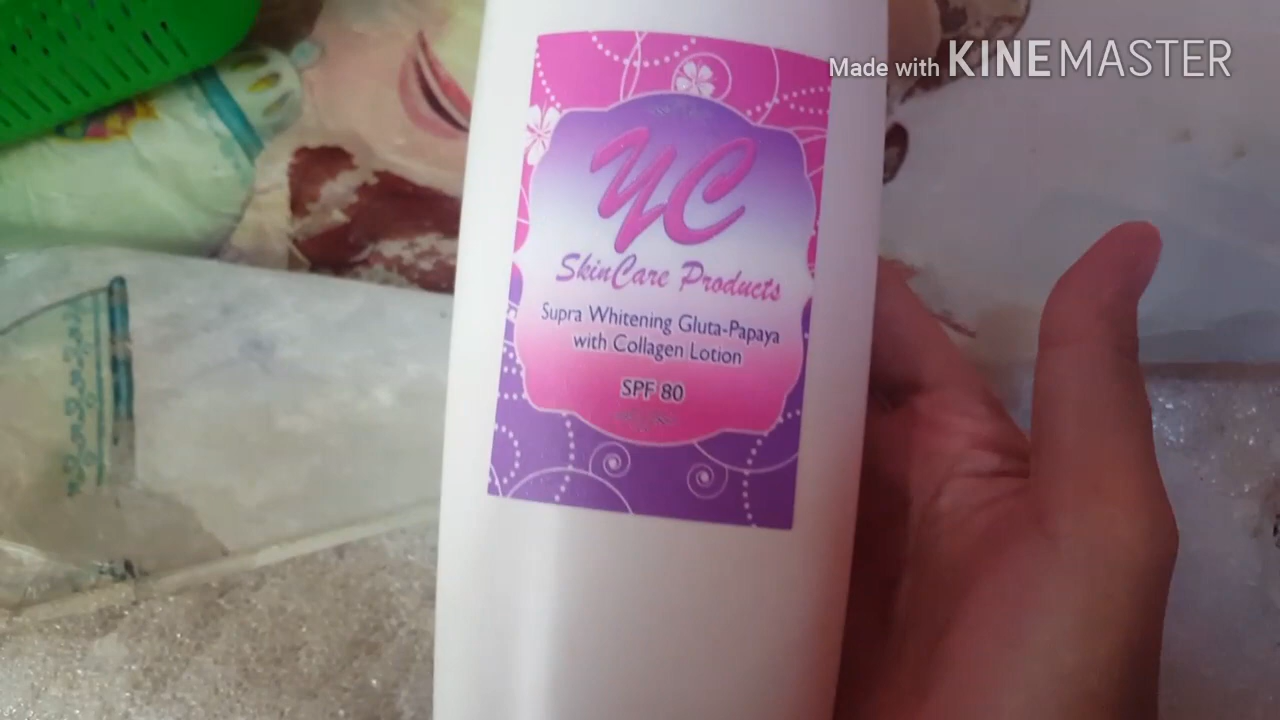 Made with KINEMASTER
YC
SkinCare Products
Supra Whitening Gluta-Papaya
with Collagen Lotion
SPF 80